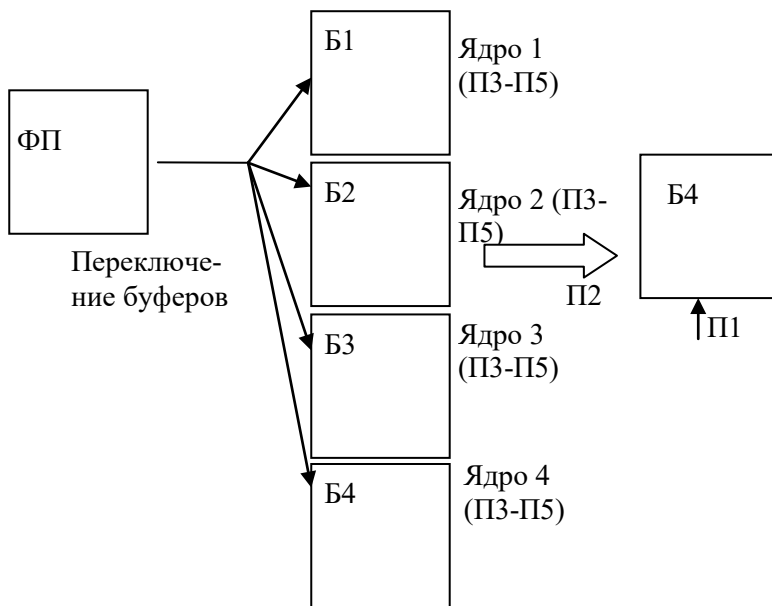 ФП
Переключе-
ние буферов
Б1
Ядро 1
(П3-П5)
Б2
Ядро 2 (П3-
П5)
Б3
Ядро 3
(П3-П5)
Б4
Ядро 4
(П3-П5)
П2
Б4
П1